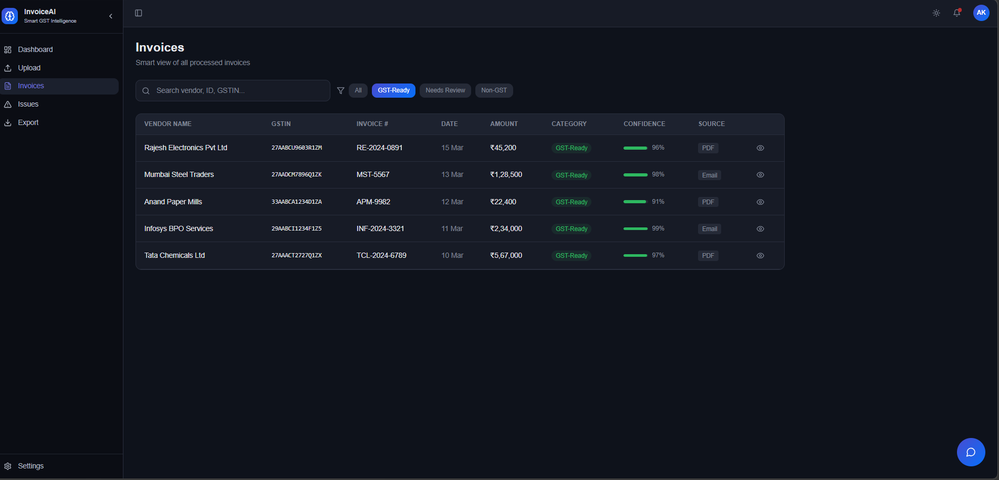 InvoiceAI
Smart GST Intelligence
AK
Dashboard
Upload
Invoices
Issues
Export
Settings
Invoices
Smart view of all processed invoices
Search vendor, ID, GSTIN...
All GST-Ready Needs Review Non-GST
VENDOR NAME GSTIN INVOICE # DATE AMOUNT CATEGORY CONFIDENCE SOURCE
Rajesh Electronics Pvt Ltd 27AABCU9603R1ZM RE-2024-0891 15 Mar ₹45,200 GST-Ready 96% PDF
Mumbai Steel Traders 27AADCM7896Q1ZK MST-5567 13 Mar ₹1,28,500 GST-Ready 98% Email
Anand Paper Mills 33AABCA1234D1ZA APM-9982 12 Mar ₹22,400 GST-Ready 91% PDF
Infosys BPO Services 29AABCI1234F1Z5 INF-2024-3321 11 Mar ₹2,34,000 GST-Ready 99% Email
Tata Chemicals Ltd 27AAACT2727Q1ZX TCL-2024-6789 10 Mar ₹5,67,000 GST-Ready 97% PDF